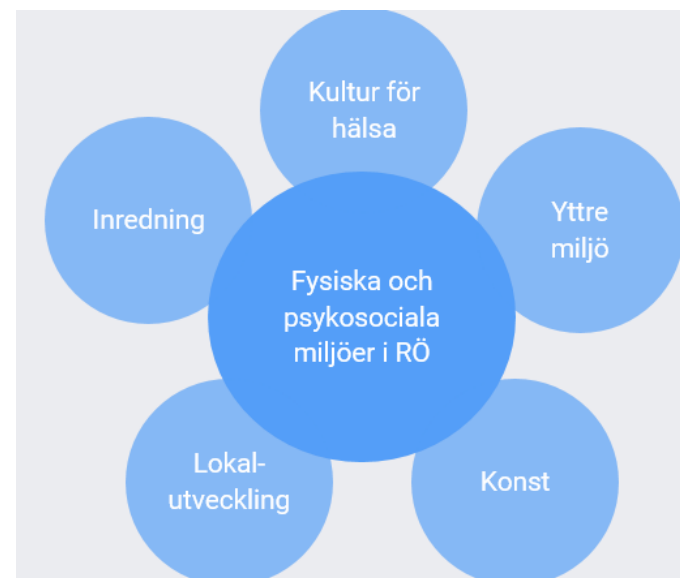 Kultur för
hälsa
Inredning
Yttre
miljö
Fysiska och
psykosociala
miljöer i RÖ
Lokal-
utveckling
Konst